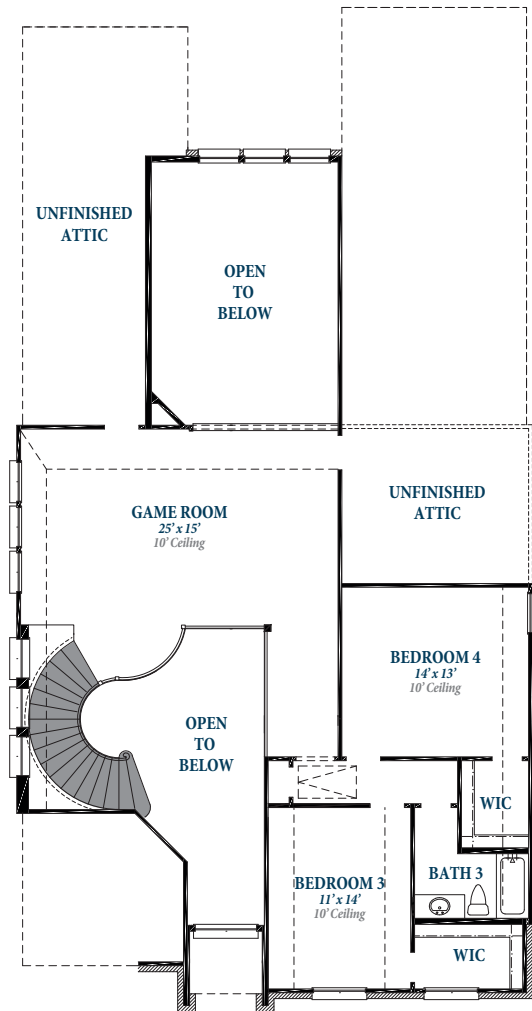 UNFINISHED
ATTIC
OPEN
TO
BELOW
GAME ROOM
25' x 15'
10' Ceiling
UNFINISHED
ATTIC
BEDROOM 4
14' x 13'
10' Ceiling
OPEN
TO
BELOW
WIC
BATH 3
BEDROOM 3
11' x 14'
10' Ceiling
WIC